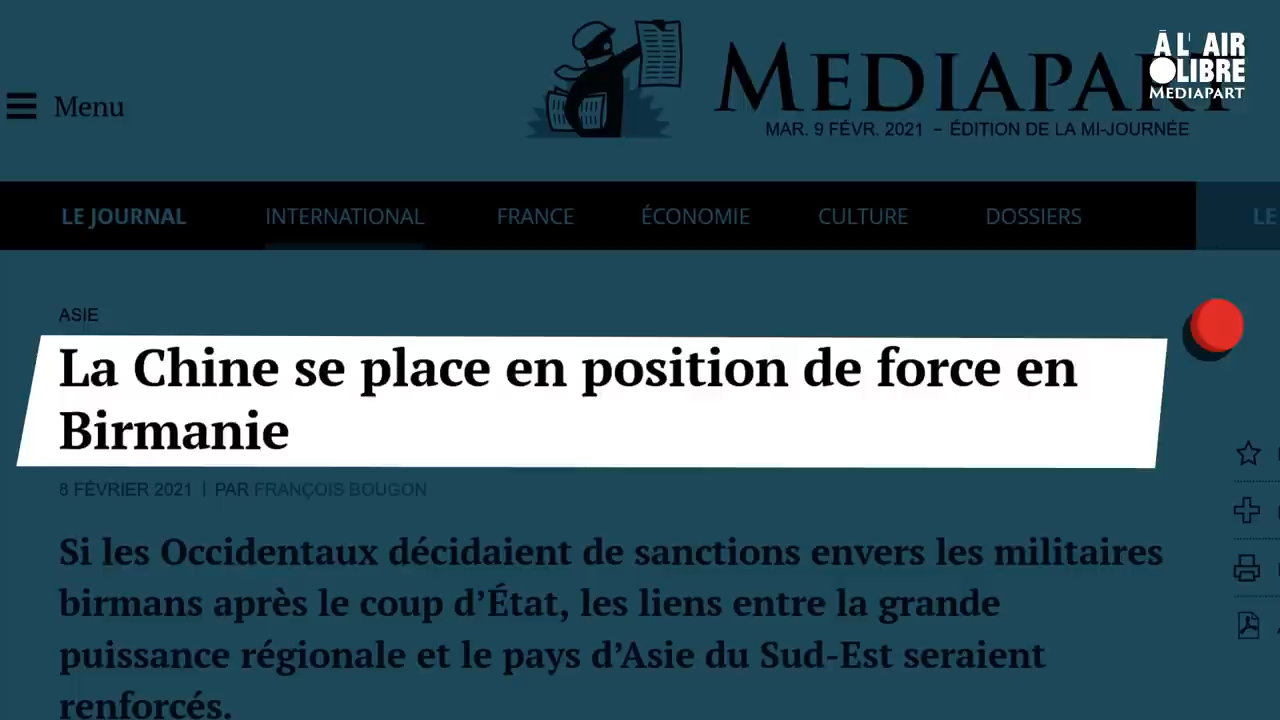 À L' AIR
LIBRE
MEDIAPART
Menu
MEDIAPART
MAR. 9 FÉVR. 2021 – ÉDITION DE LA MI-JOURNÉE
LE JOURNAL INTERNATIONAL FRANCE ÉCONOMIE CULTURE DOSSIERS LE
ASIE
La Chine se place en position de force en
Birmanie
8 FÉVRIER 2021 | PAR FRANÇOIS BOUGON
Si les Occidentaux décidaient de sanctions envers les militaires
birmans après le coup d’État, les liens entre la grande
puissance régionale et le pays d’Asie du Sud-Est seraient
renforcés.